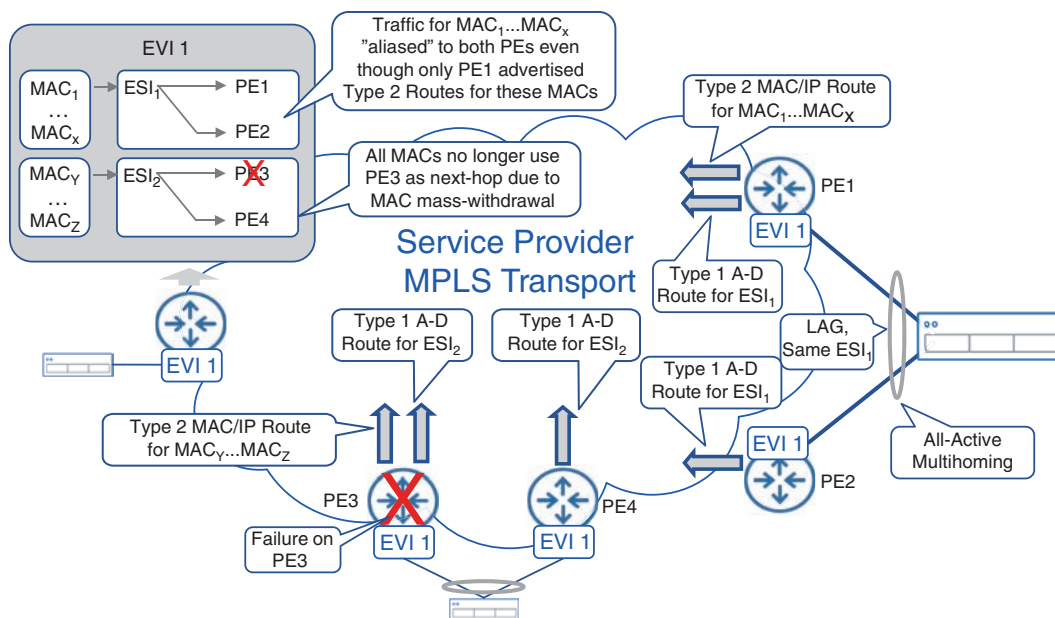 EVI 1
MAC₁
...
MACₓ
ESI₁
PE1
PE2
MACY
...
MACZ
ESI₂
PE3
PE4
Traffic for MAC₁...MACₓ
"aliased" to both PEs even
though only PE1 advertised
Type 2 Routes for these MACs
All MACs no longer use
PE3 as next-hop due to
MAC mass-withdrawal
Type 2 MAC/IP Route
for MAC₁...MACX
PE1
EVI 1
Service Provider
MPLS Transport
Type 1 A-D
Route for ESI₁
EVI 1
Type 1 A-D
Route for ESI₂
Type 1 A-D
Route for ESI₂
LAG,
Same ESI₁
Type 1 A-D
Route for ESI₁
Type 2 MAC/IP Route
for MACY...MACZ
EVI 1
All-Active
Multihoming
PE2
PE3
PE4
Failure on
PE3
EVI 1
EVI 1